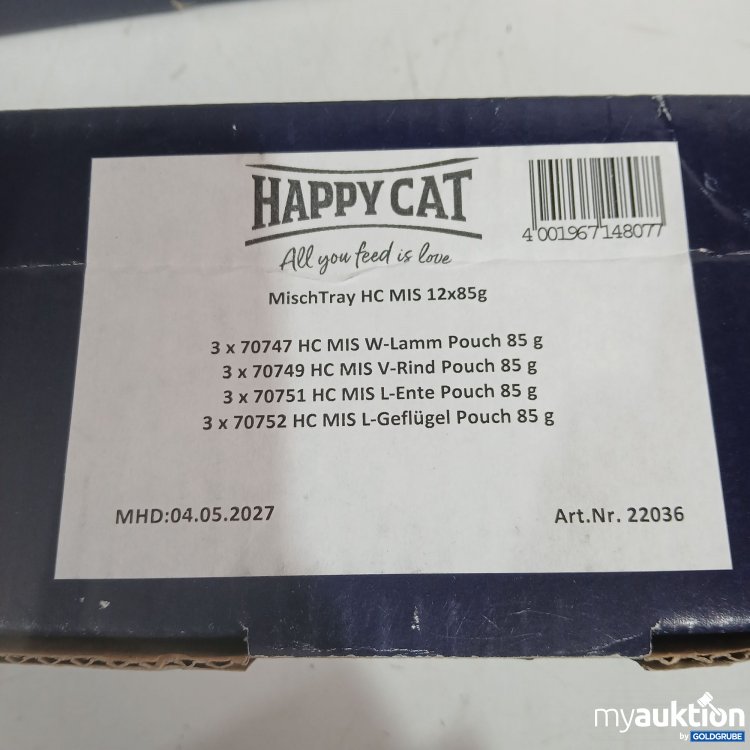 HAPPY CAT
All you feed is love
4 001967 148077
MischTray HC MIS 12x85g
3 x 70747 HC MIS W-Lamm Pouch 85 g
3 x 70749 HC MIS V-Rind Pouch 85 g
3 x 70751 HC MIS L-Ente Pouch 85 g
3 x 70752 HC MIS L-Geflügel Pouch 85 g
MHD:04.05.2027
Art.Nr. 22036
myauktion
by GOLDGRUBE